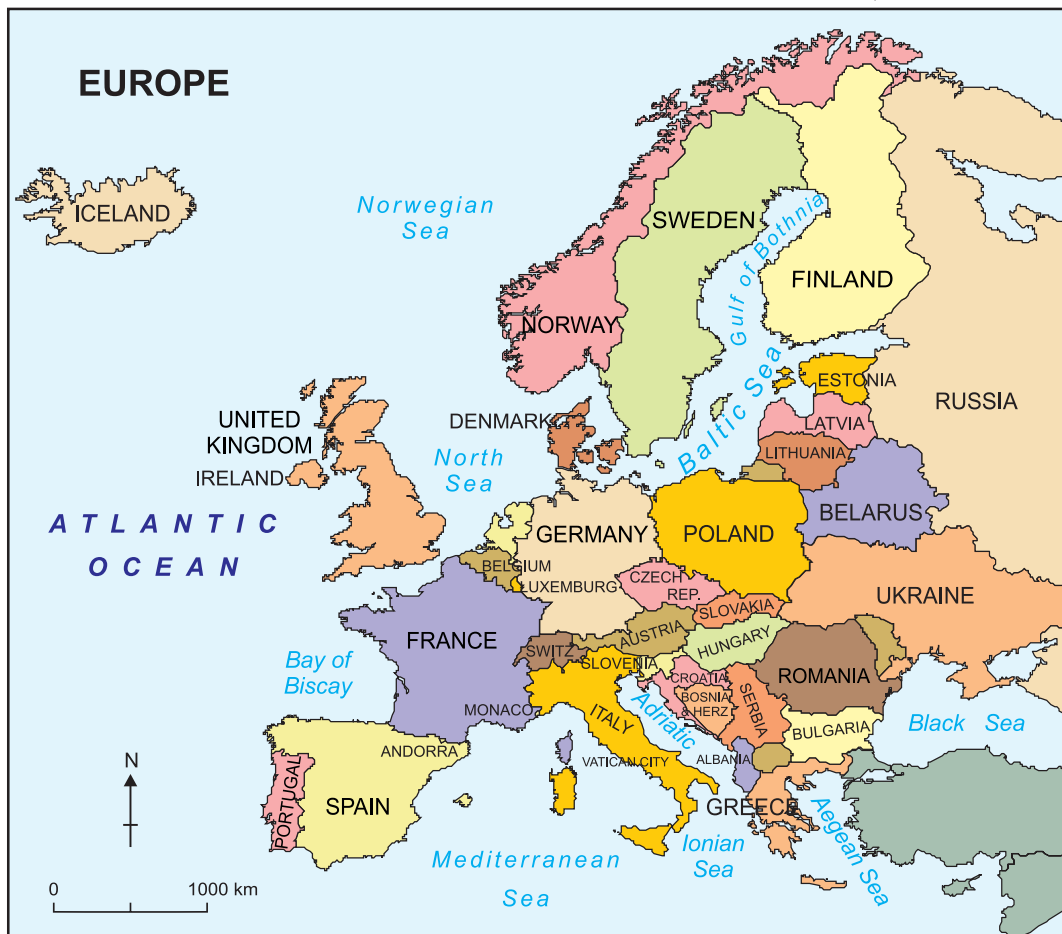 EUROPE
ICELAND
Norwegian
Sea
SWEDEN
Gulf of Bothnia
FINLAND
NORWAY
Baltic Sea
ESTONIA
RUSSIA
UNITED
KINGDOM
DENMARK
LATVIA
LITHUANIA
IRELAND
North
Sea
ATLANTIC
OCEAN
GERMANY
POLAND
BELARUS
BELGIUM
LUXEMBURG
CZECH
REP.
UKRAINE
SLOVAKIA
FRANCE
SWITZ
AUSTRIA
HUNGARY
SLOVENIA
ROMANIA
Bay of
Biscay
CROATIA
BOSNIA
& HERZ
SERBIA
MONACO
ITALY
Adriatic
BULGARIA
Black Sea
ANDORRA
VATICAN CITY
ALBANIA
N
PORTUGAL
SPAIN
GREECE
Aegean Sea
Ionian
Sea
Mediterranean
Sea
0 1000 km